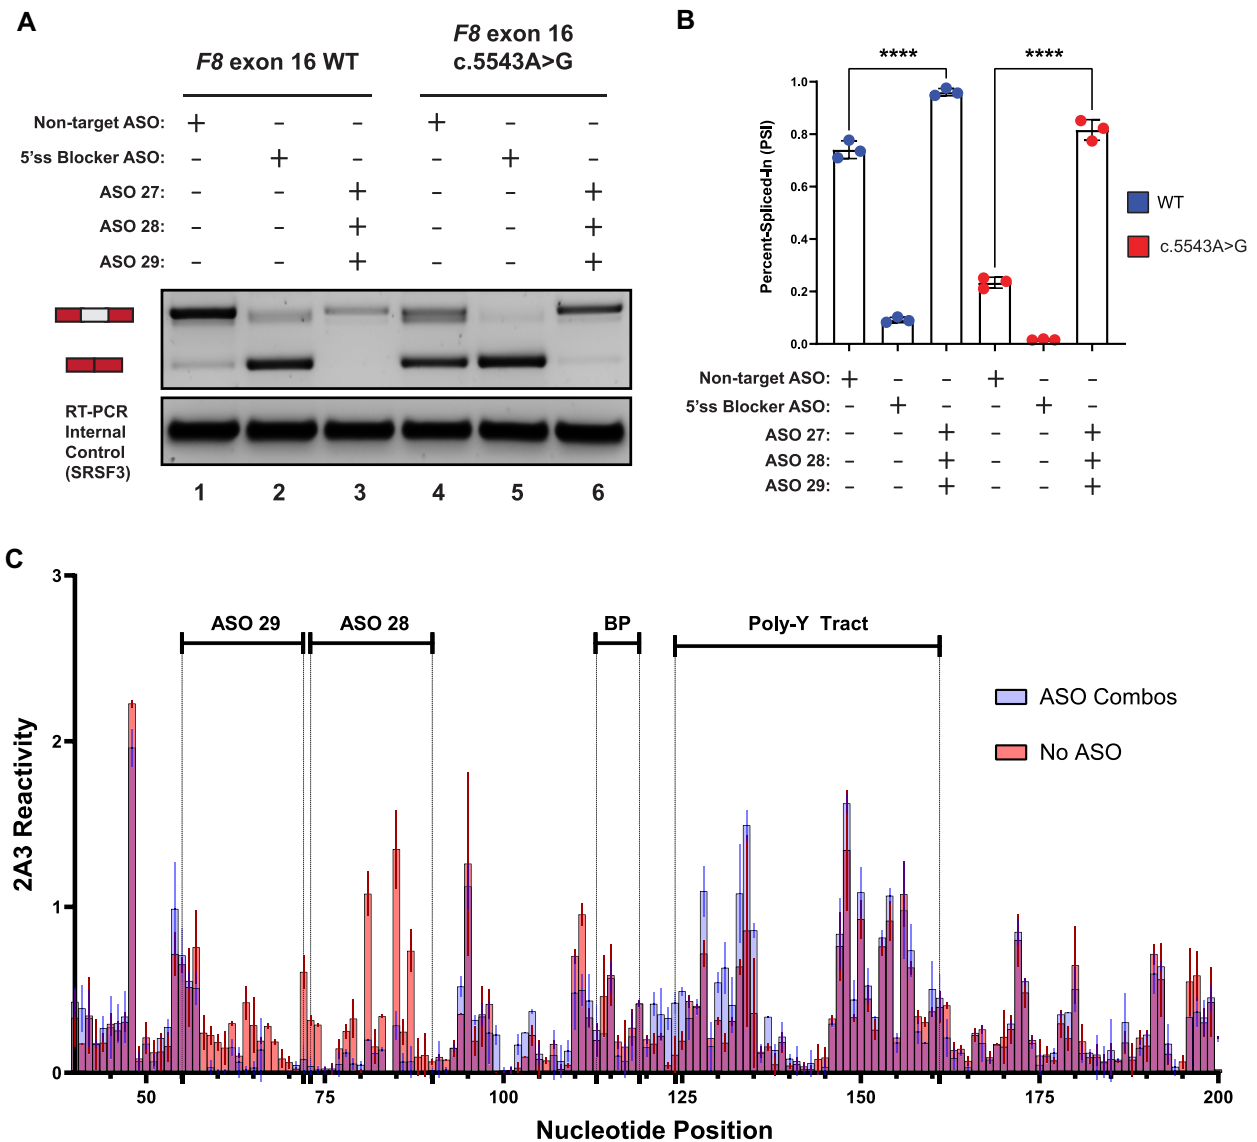 A
F8 exon 16 WT
F8 exon 16
c.5543A>G
Non-target ASO: + – – + – –
5'ss Blocker ASO: – + – – + –
ASO 27: – – + – – +
ASO 28: – – + – – +
ASO 29: – – + – – +
RT-PCR
Internal
Control
(SRSF3)
1 2 3 4 5 6
B
**** ****
Percent-Spliced-In (PSI)
1.0
0.8
0.6
0.4
0.2
0.0
WT
c.5543A>G
Non-target ASO: + – – + – –
5'ss Blocker ASO: – + – – + –
ASO 27: – – + – – +
ASO 28: – – + – – +
ASO 29: – – + – – +
C
2A3 Reactivity
3
2
1
0
ASO 29 ASO 28 BP Poly-Y Tract
ASO Combos
No ASO
50 75 100 125 150 175 200
Nucleotide Position